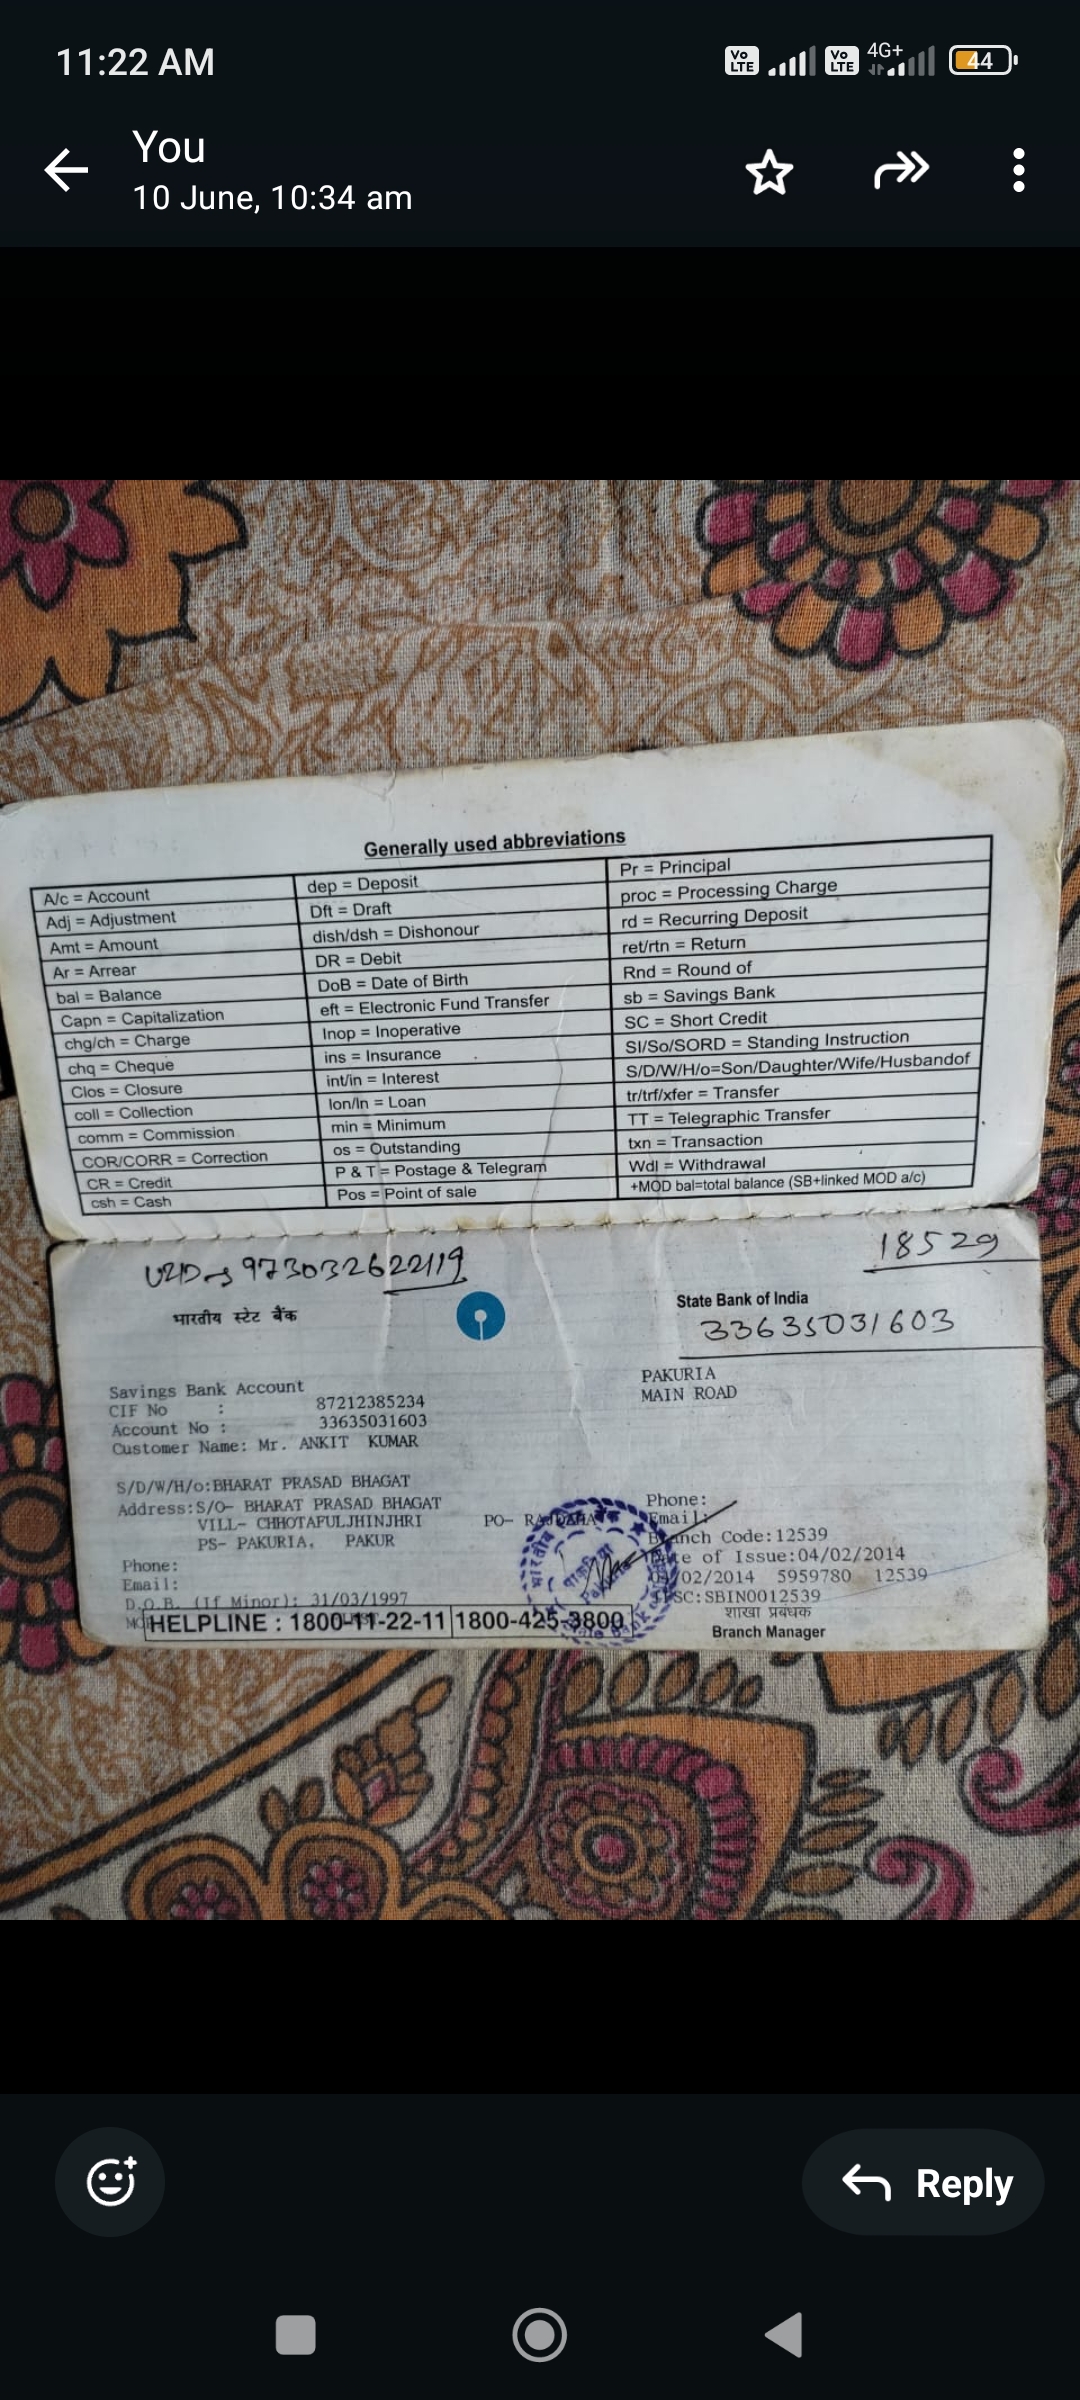 11:22 AM
Vo LTE Vo LTE 4G+ 44
You
10 June, 10:34 am
Generally used abbreviations
A/c = Account
Adj = Adjustment
Amt = Amount
Ar = Arrear
bal = Balance
Capn = Capitalization
chg/ch = Charge
chq = Cheque
Clos = Closure
coll = Collection
comm = Commission
COR/CORR = Correction
CR = Credit
csh = Cash
dep = Deposit
Dft = Draft
dish/dsh = Dishonour
DR = Debit
DoB = Date of Birth
eft = Electronic Fund Transfer
Inop = Inoperative
ins = Insurance
int/in = Interest
lon/ln = Loan
min = Minimum
os = Outstanding
P & T = Postage & Telegram
Pos = Point of sale
Pr = Principal
proc = Processing Charge
rd = Recurring Deposit
ret/rtn = Return
Rnd = Round of
sb = Savings Bank
SC = Short Credit
SI/So/SORD = Standing Instruction
S/D/W/H/o=Son/Daughter/Wife/Husbandof
tr/trf/xfer = Transfer
TT = Telegraphic Transfer
txn = Transaction
Wdl = Withdrawal
+MOD bal=total balance (SB+linked MOD a/c)
973032622119
18529
भारतीय स्टेट बैंक
State Bank of India
33635031603
PAKURIA
MAIN ROAD
Savings Bank Account
CIF No : 87212385234
Account No : 33635031603
Customer Name: Mr. ANKIT KUMAR
S/D/W/H/o:BHARAT PRASAD BHAGAT
Address:S/O- BHARAT PRASAD BHAGAT
VILL- CHHOTAFULJHINJHRI PO-
PS- PAKURIA, PAKUR
Phone:
Email:
D.O.B. (If Minor): 31/03/1997
HELPLINE : 1800-11-22-11 1800-425-3800
Phone:
Email:
Branch Code:12539
Date of Issue:04/02/2014
/02/2014 5959780 12539
IFSC:SBIN0012539
शाखा प्रबंधक
Branch Manager
Reply